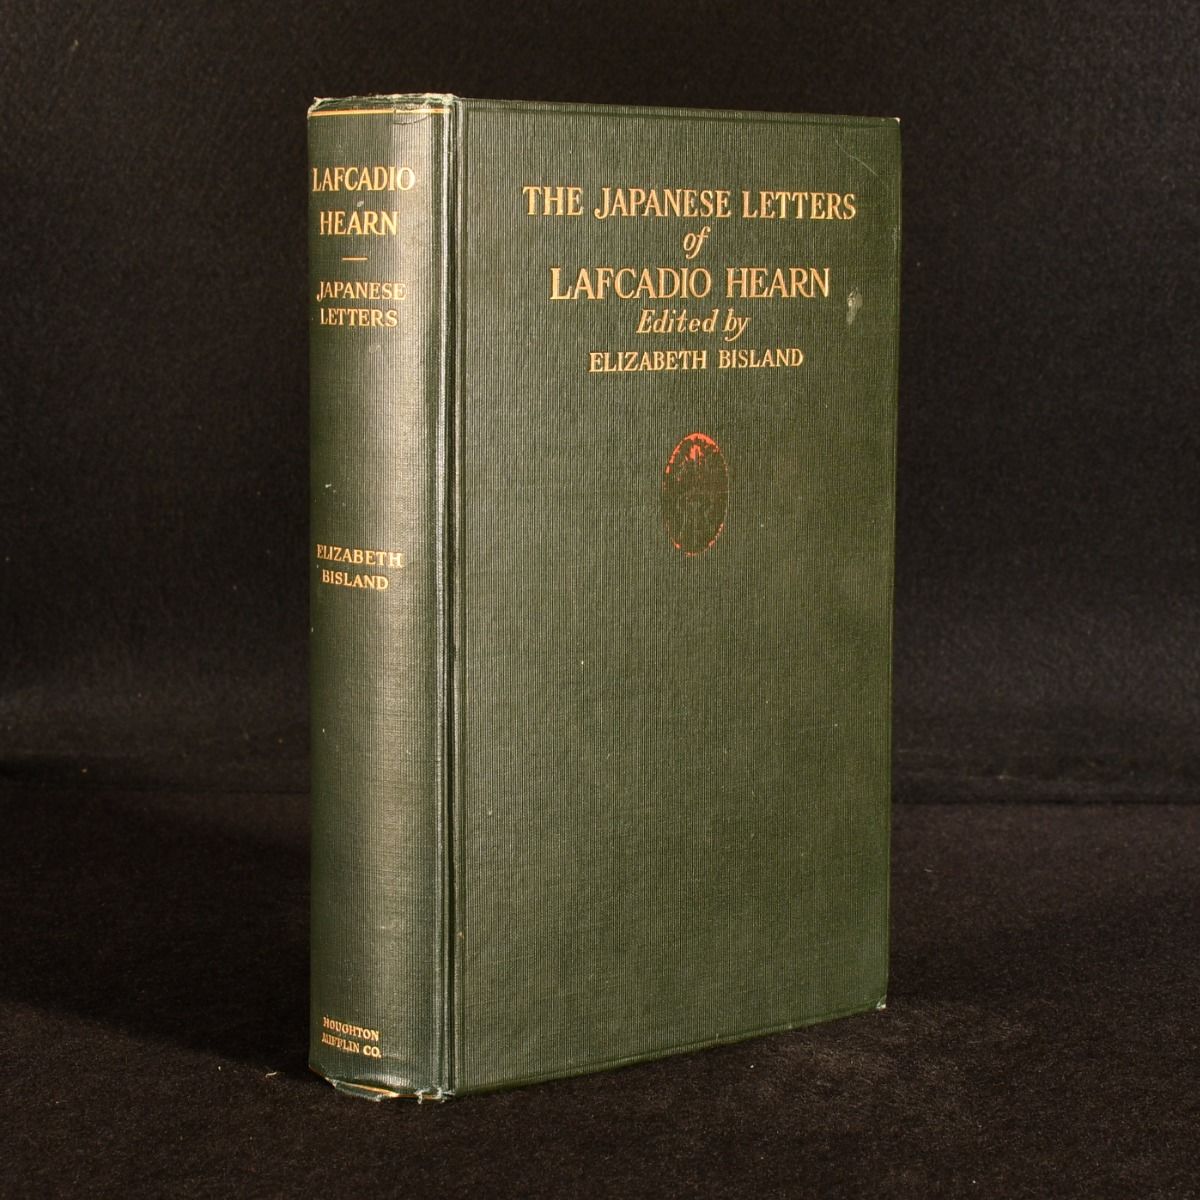 LAFCADIO
HEARN
JAPANESE
LETTERS
ELIZABETH
BISLAND
HOUGHTON
MIFFLIN CO.
THE JAPANESE LETTERS
of
LAFCADIO HEARN
Edited by
ELIZABETH BISLAND